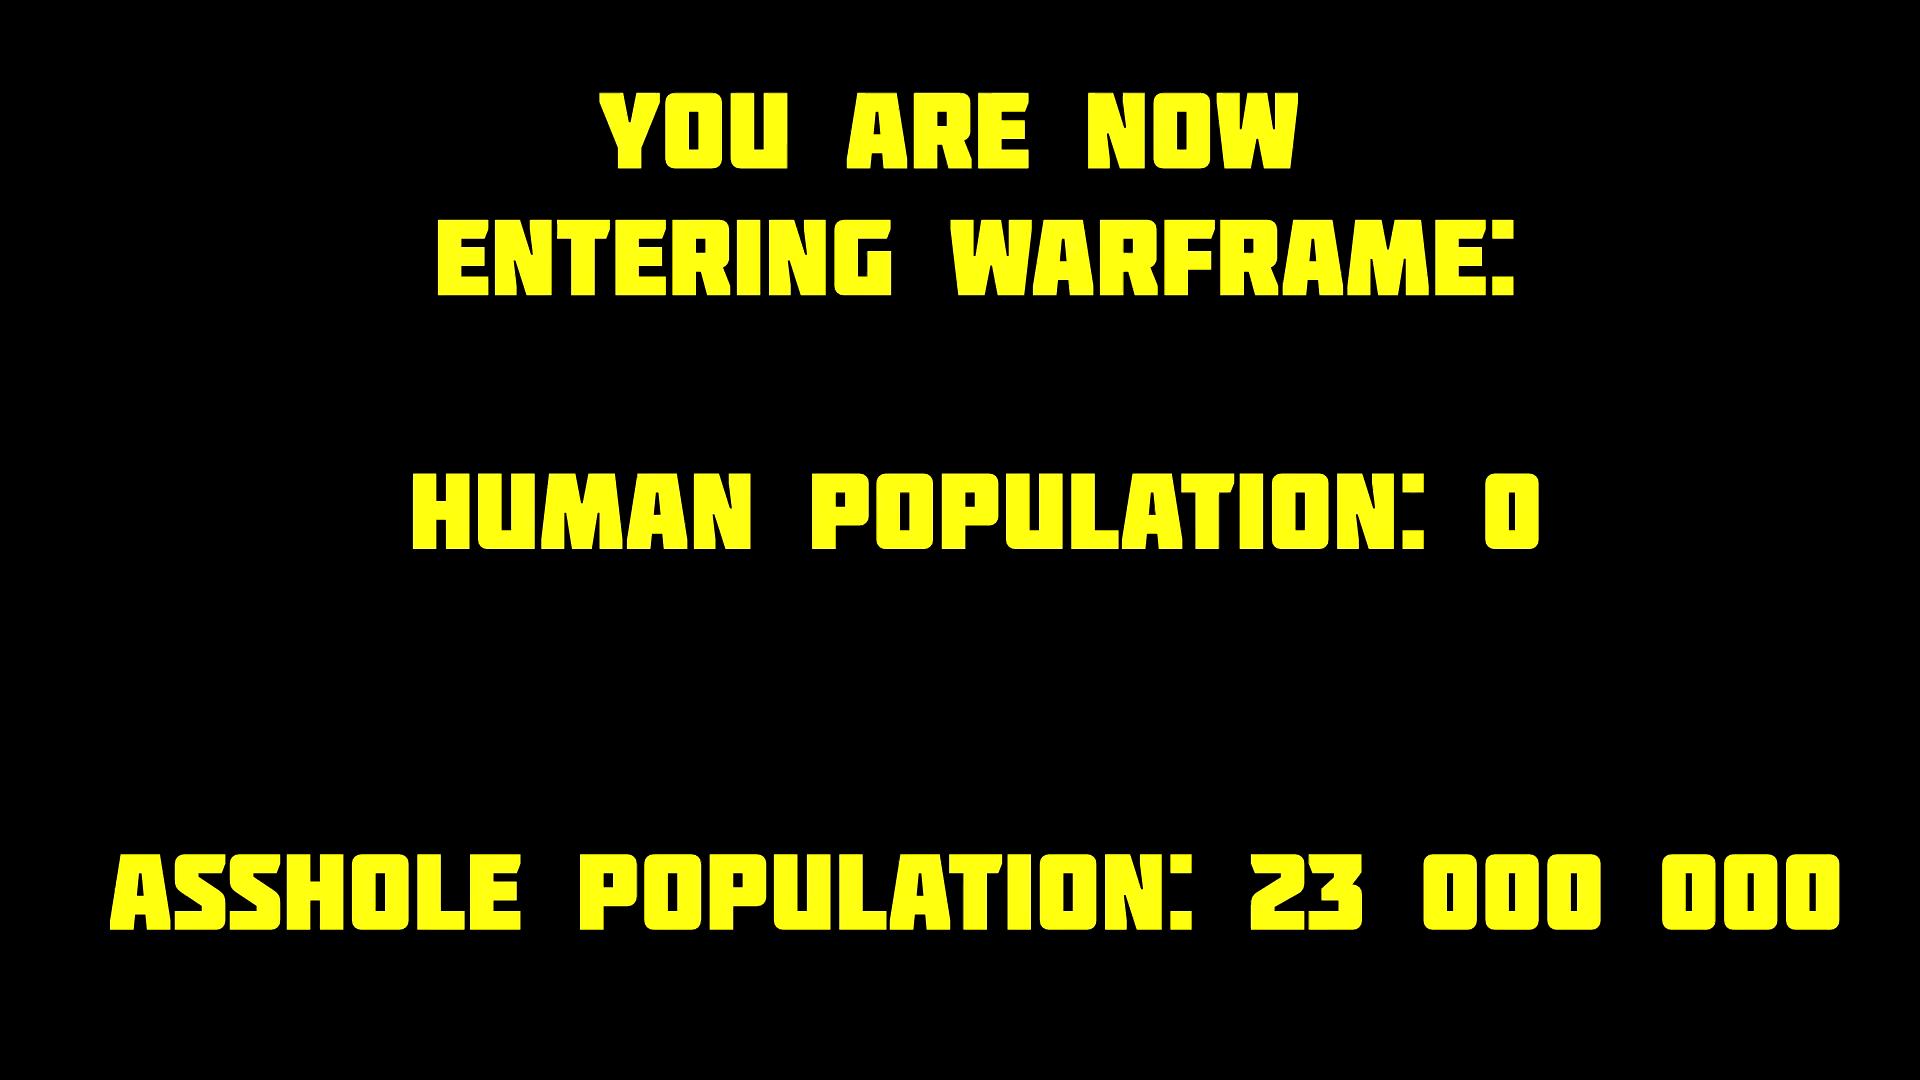 YOU ARE NOW
ENTERING WARFRAME:
HUMAN POPULATION: 0
ASSHOLE POPULATION: 23 000 000